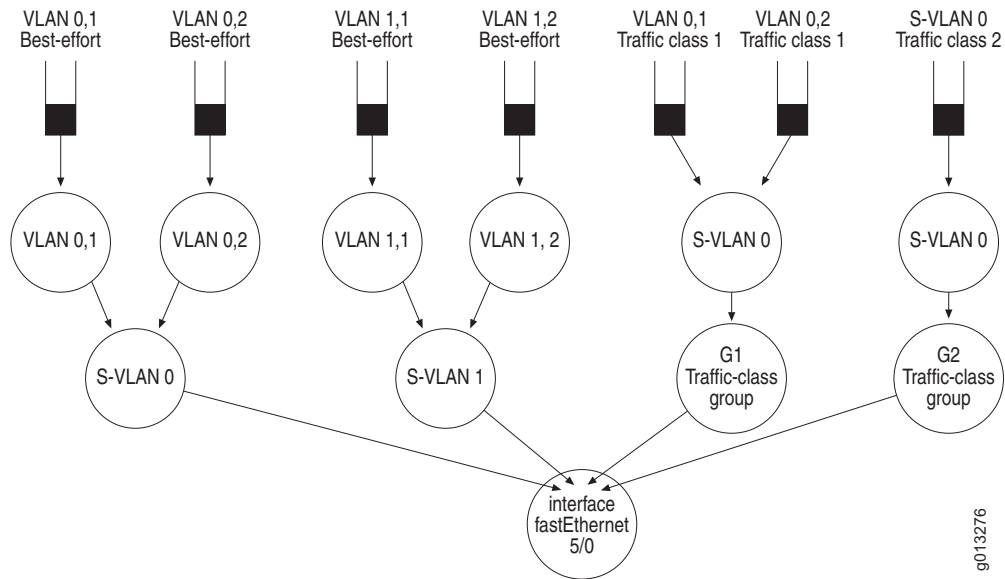 VLAN 0,1
Best-effort
VLAN 0,2
Best-effort
VLAN 1,1
Best-effort
VLAN 1,2
Best-effort
VLAN 0,1
Traffic class 1
VLAN 0,2
Traffic class 1
S-VLAN 0
Traffic class 2
VLAN 0,1
VLAN 0,2
VLAN 1,1
VLAN 1, 2
S-VLAN 0
S-VLAN 0
S-VLAN 0
S-VLAN 1
G1
Traffic-class
group
G2
Traffic-class
group
interface
fastEthernet
5/0
g013276